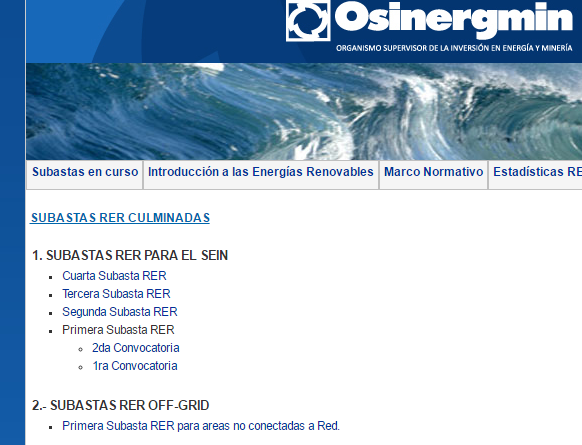 Osinergmin
ORGANISMO SUPERVISOR DE LA INVERSIÓN EN ENERGÍA Y MINERÍA
Subastas en curso Introducción a las Energías Renovables Marco Normativo Estadísticas RE
SUBASTAS RER CULMINADAS
1. SUBASTAS RER PARA EL SEIN
Cuarta Subasta RER
Tercera Subasta RER
Segunda Subasta RER
Primera Subasta RER
2da Convocatoria
1ra Convocatoria
2.- SUBASTAS RER OFF-GRID
Primera Subasta RER para areas no conectadas a Red.